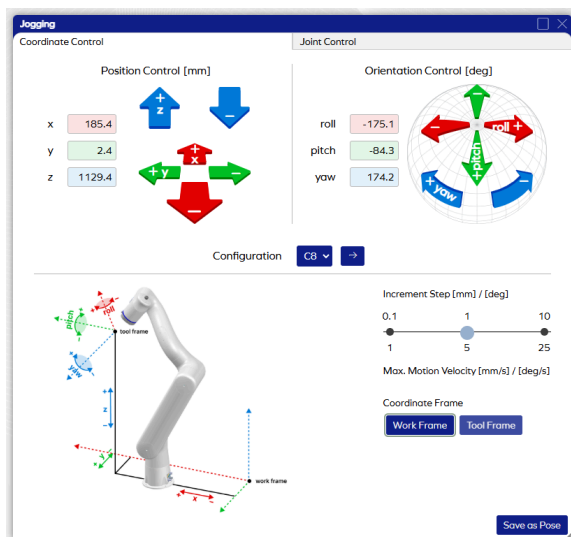 Jogging
Coordinate Control
Joint Control
Position Control [mm]
Orientation Control [deg]
x 185.4
y 2.4
z 1129.4
+ z
−
+ x
+ y
−
−
roll -175.1
pitch -84.3
yaw 174.2
−
−
roll +
+ pitch
+ yaw
−
Configuration C8
roll
pitch
yaw
tool frame
z
y
x
work frame
Increment Step [mm] / [deg]
0.1 1 10
1 5 25
Max. Motion Velocity [mm/s] / [deg/s]
Coordinate Frame
Work Frame
Tool Frame
Save as Pose